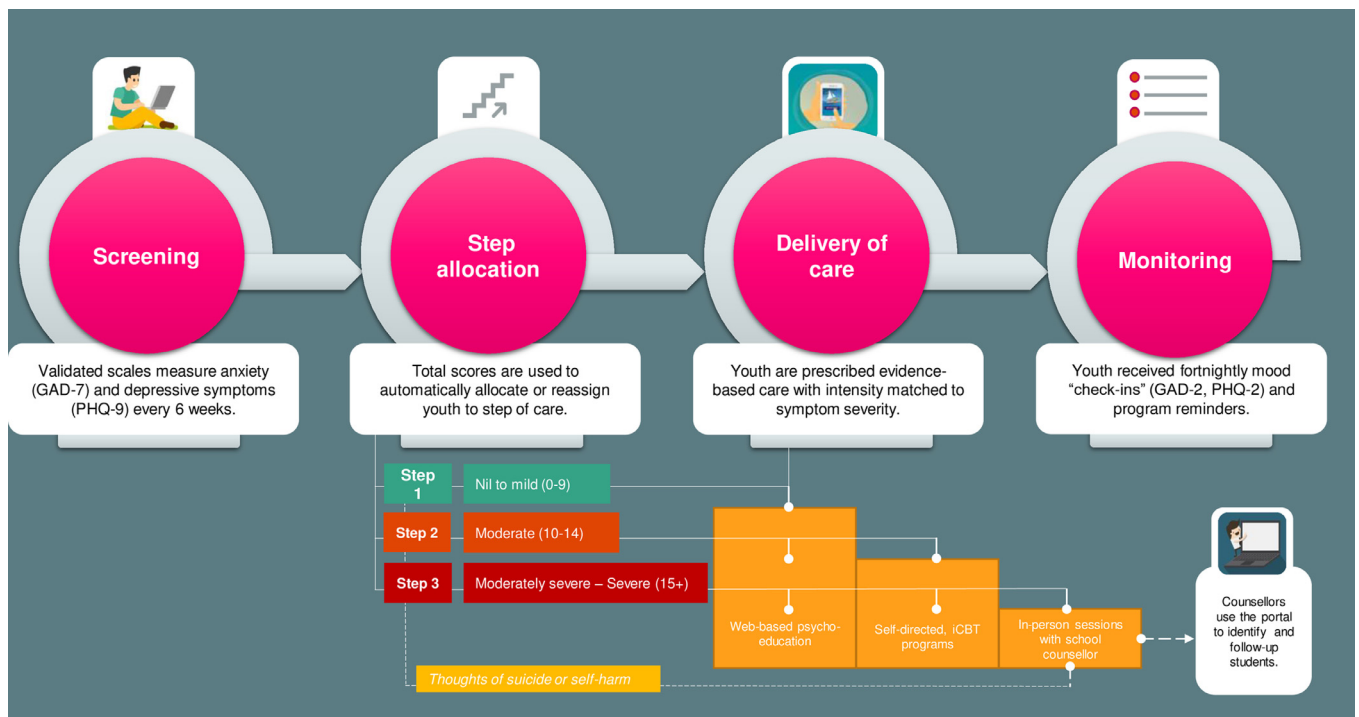 Screening
Step
allocation
Delivery of
care
Monitoring
Validated scales measure anxiety
(GAD-7) and depressive symptoms
(PHQ-9) every 6 weeks.
Total scores are used to
automatically allocate or reassign
youth to step of care.
Youth are prescribed evidence-
based care with intensity matched to
symptom severity.
Youth received fortnightly mood
“check-ins” (GAD-2, PHQ-2) and
program reminders.
Step
1
Nil to mild (0-9)
Step 2
Moderate (10-14)
Step 3
Moderately severe – Severe (15+)
Web-based psycho-
education
Self-directed, iCBT
programs
In-person sessions
with school
counsellor
Counsellors
use the portal
to identify and
follow-up
students.
Thoughts of suicide or self-harm